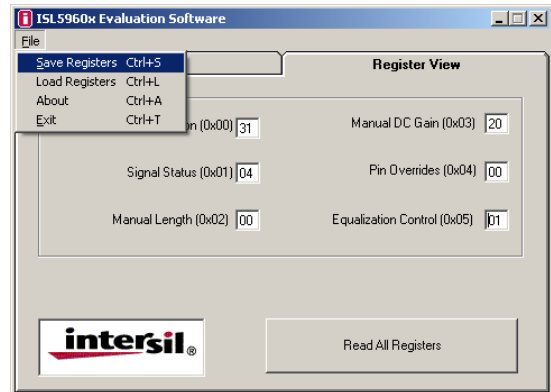 ISL5960x Evaluation Software
File
Save Registers Ctrl+S
Load Registers Ctrl+L
About Ctrl+A
Exit Ctrl+T
Register View
(0x00) 31
Manual DC Gain (0x03) 20
Signal Status (0x01) 04
Pin Overrides (0x04) 00
Manual Length (0x02) 00
Equalization Control (0x05) 01
intersil®
Read All Registers